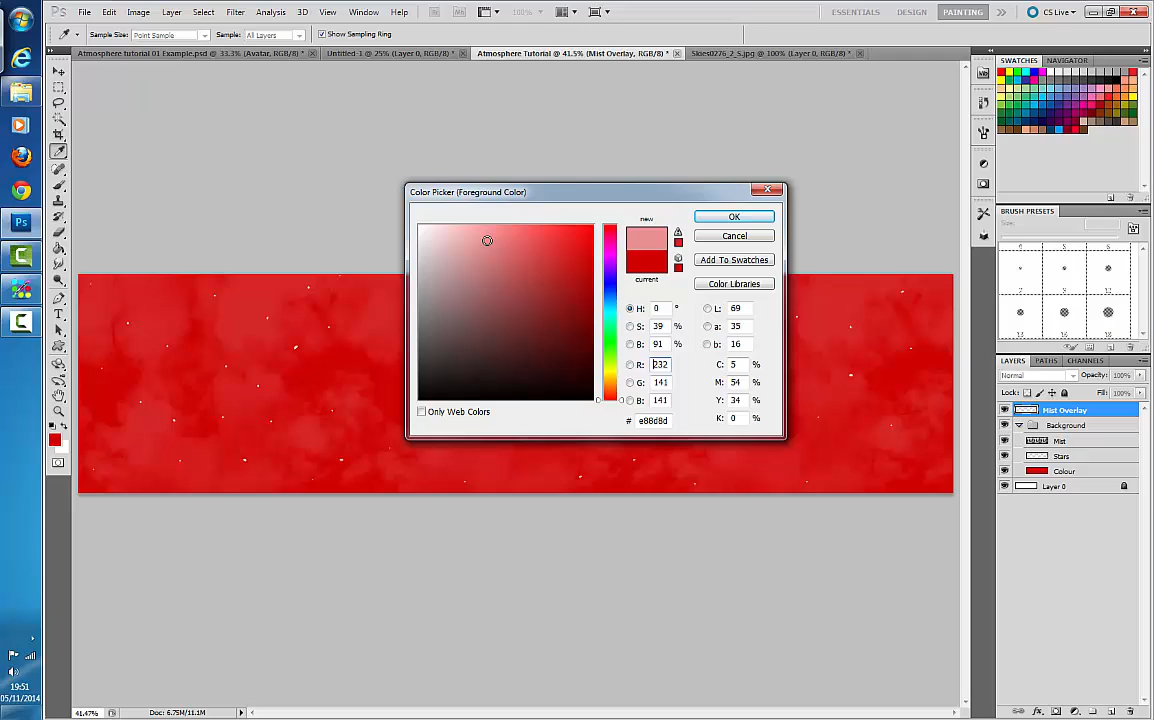 Ps File Edit Image Layer Select Filter Analysis 3D View Window Help 100% ESSENTIALS DESIGN PAINTING CS Live
Sample Size: Point Sample Sample: All Layers Show Sampling Ring
Atmosphere tutorial 01 Example.psd @ 33.3% (Avatar, RGB/8) * Untitled-1 @ 25% (Layer 0, RGB/8) * Atmosphere Tutorial @ 41.5% (Mist Overlay, RGB/8) * Skies0276_2_S.jpg @ 100% (Layer 0, RGB/8) *
SWATCHES NAVIGATOR
Color Picker (Foreground Color)
new
current
OK
Cancel
Add To Swatches
Color Libraries
H: 0 °
S: 39 %
B: 91 %
R: 232
G: 141
B: 141
# e88d8d
L: 69
a: 35
b: 16
C: 5 %
M: 54 %
Y: 34 %
K: 0 %
Only Web Colors
BRUSH PRESETS
Size:
LAYERS PATHS CHANNELS
Normal Opacity: 100%
Lock: Fill: 100%
Mist Overlay
Background
Mist
Stars
Colour
Layer 0
Ps
T
19:51
05/11/2014
41.47% Doc: 6.75M/11.1M